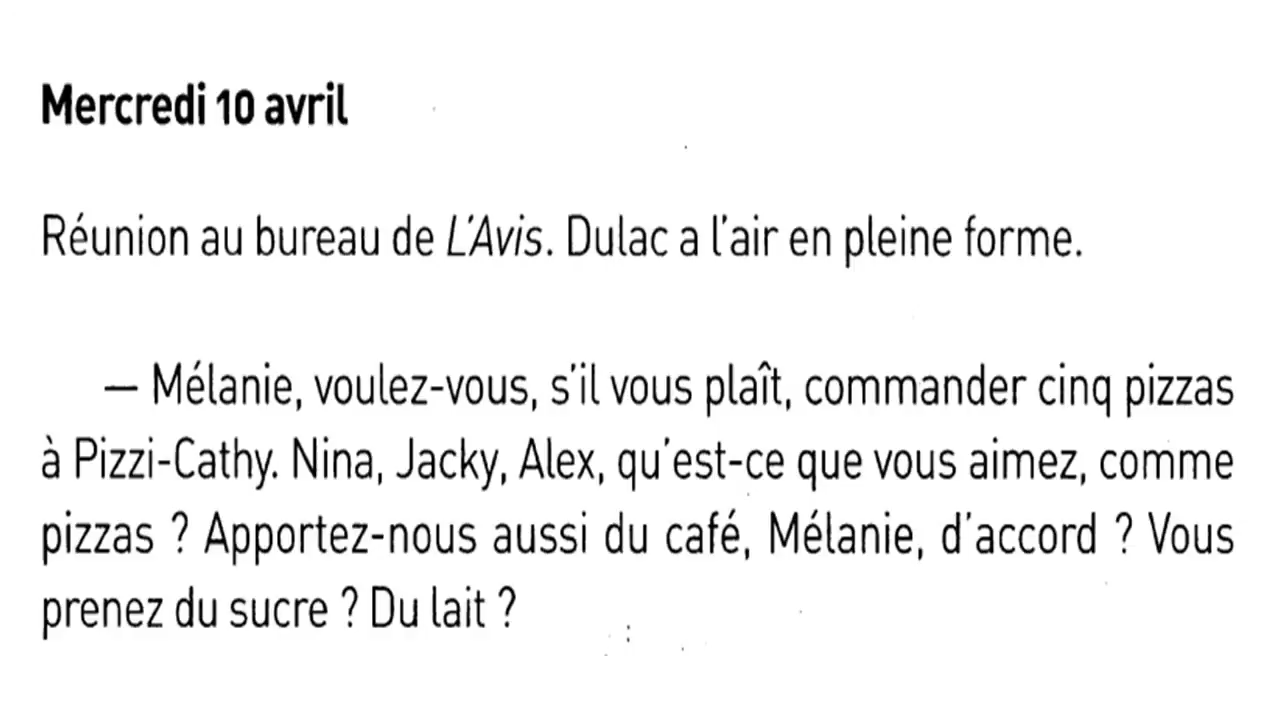 Mercredi 10 avril
Réunion au bureau de L'Avis. Dulac a l'air en pleine forme.
— Mélanie, voulez-vous, s'il vous plaît, commander cinq pizzas
à Pizzi-Cathy. Nina, Jacky, Alex, qu'est-ce que vous aimez, comme
pizzas ? Apportez-nous aussi du café, Mélanie, d'accord ? Vous
prenez du sucre ? Du lait ?